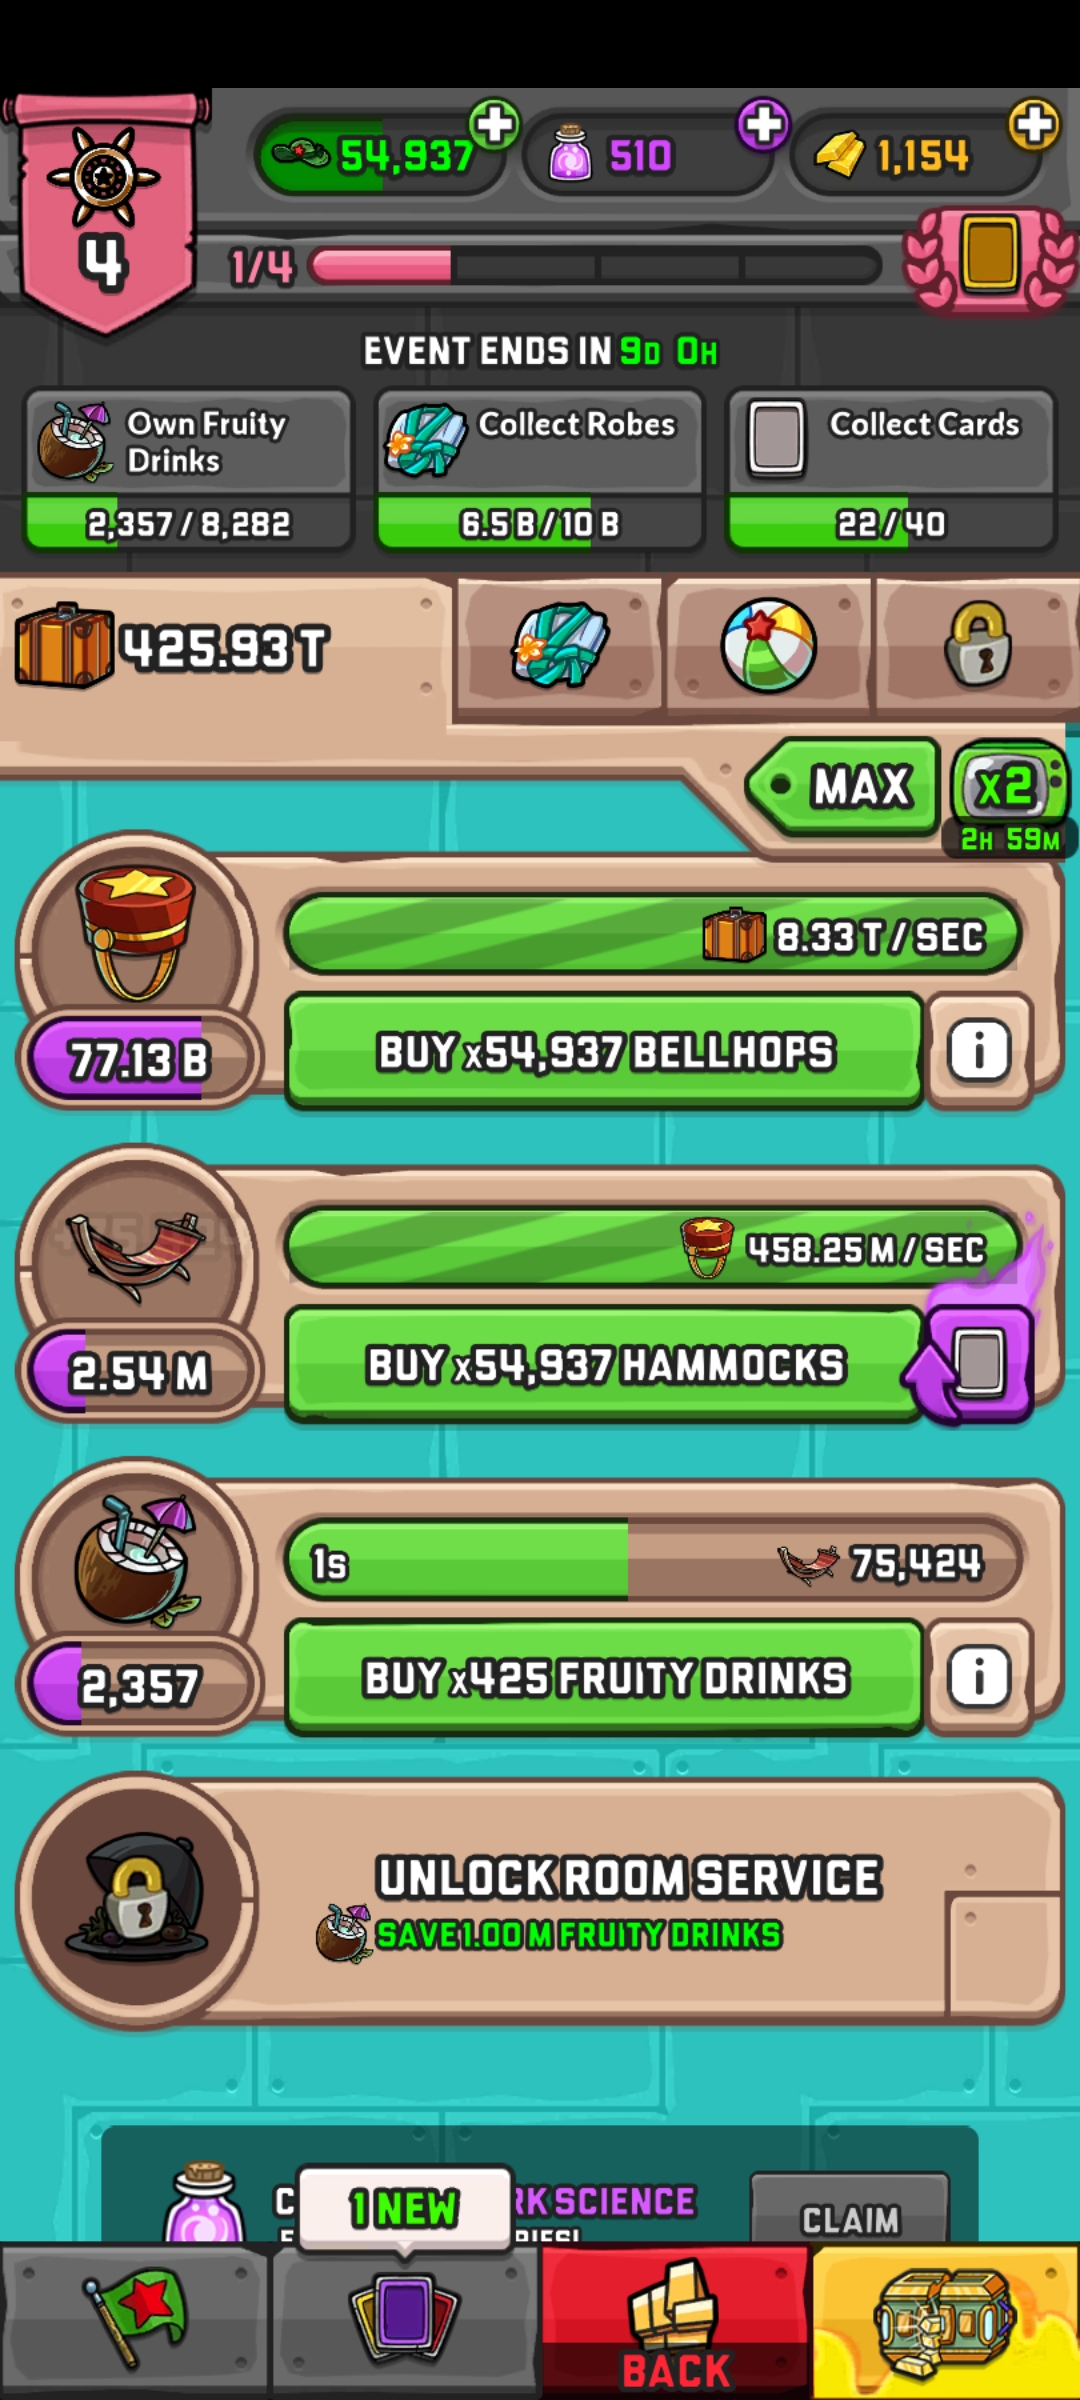 54,937
510
1,154
4
1/4
EVENT ENDS IN 9D 0H
Own Fruity
Drinks
2,357 / 8,282
Collect Robes
6.5 B / 10 B
Collect Cards
22 / 40
425.93 T
MAX
x2
2H 59M
8.33 T / SEC
77.13 B
BUY x54,937 BELLHOPS
i
458.25 M / SEC
2.54 M
BUY x54,937 HAMMOCKS
1s
75,424
2,357
BUY x425 FRUITY DRINKS
i
UNLOCK ROOM SERVICE
SAVE 1.00 M FRUITY DRINKS
SCIENCE
CLAIM
1 NEW
BACK